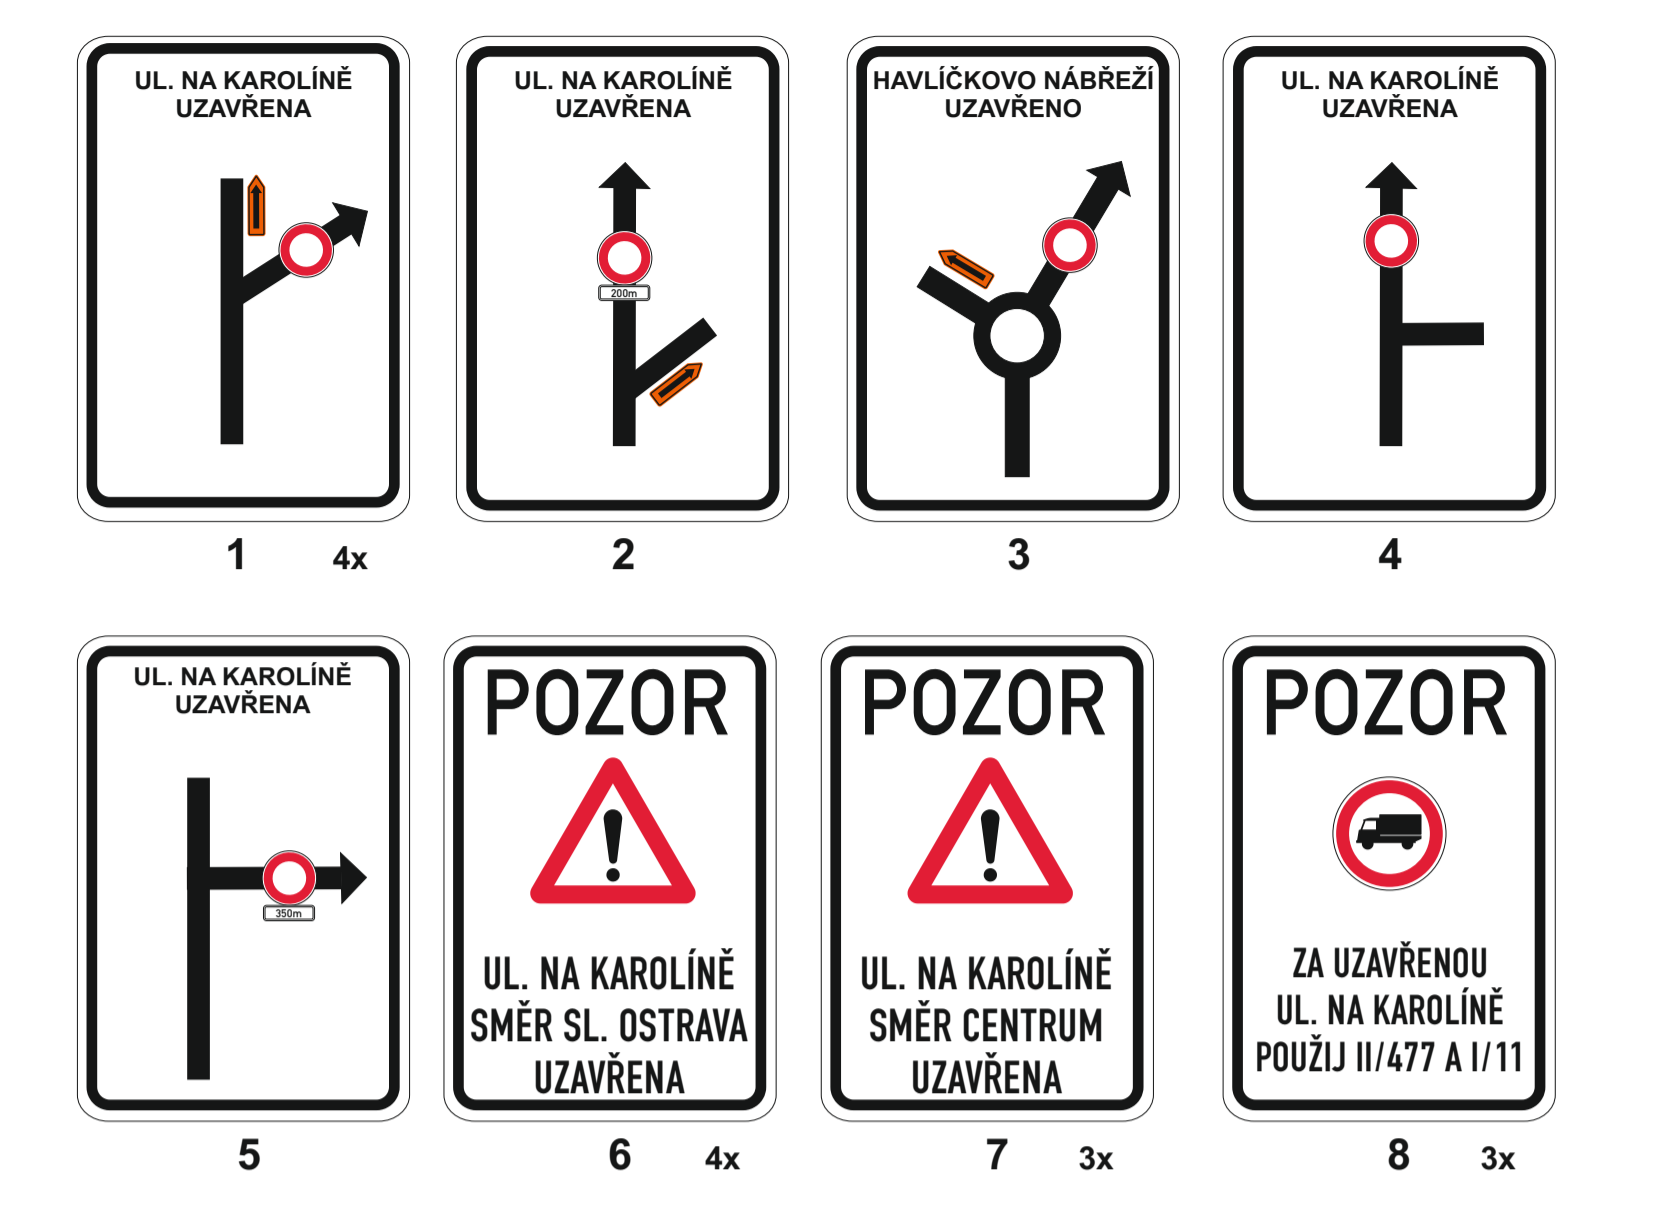 UL. NA KAROLÍNĚ
UZAVŘENA
1 4x
UL. NA KAROLÍNĚ
UZAVŘENA
200m
2
HAVLÍČKOVO NÁBŘEŽÍ
UZAVŘENO
3
UL. NA KAROLÍNĚ
UZAVŘENA
4
UL. NA KAROLÍNĚ
UZAVŘENA
350m
5
POZOR
!
UL. NA KAROLÍNĚ
SMĚR SL. OSTRAVA
UZAVŘENA
6 4x
POZOR
!
UL. NA KAROLÍNĚ
SMĚR CENTRUM
UZAVŘENA
7 3x
POZOR
ZA UZAVŘENOU
UL. NA KAROLÍNĚ
POUŽIJ II/477 A I/11
8 3x